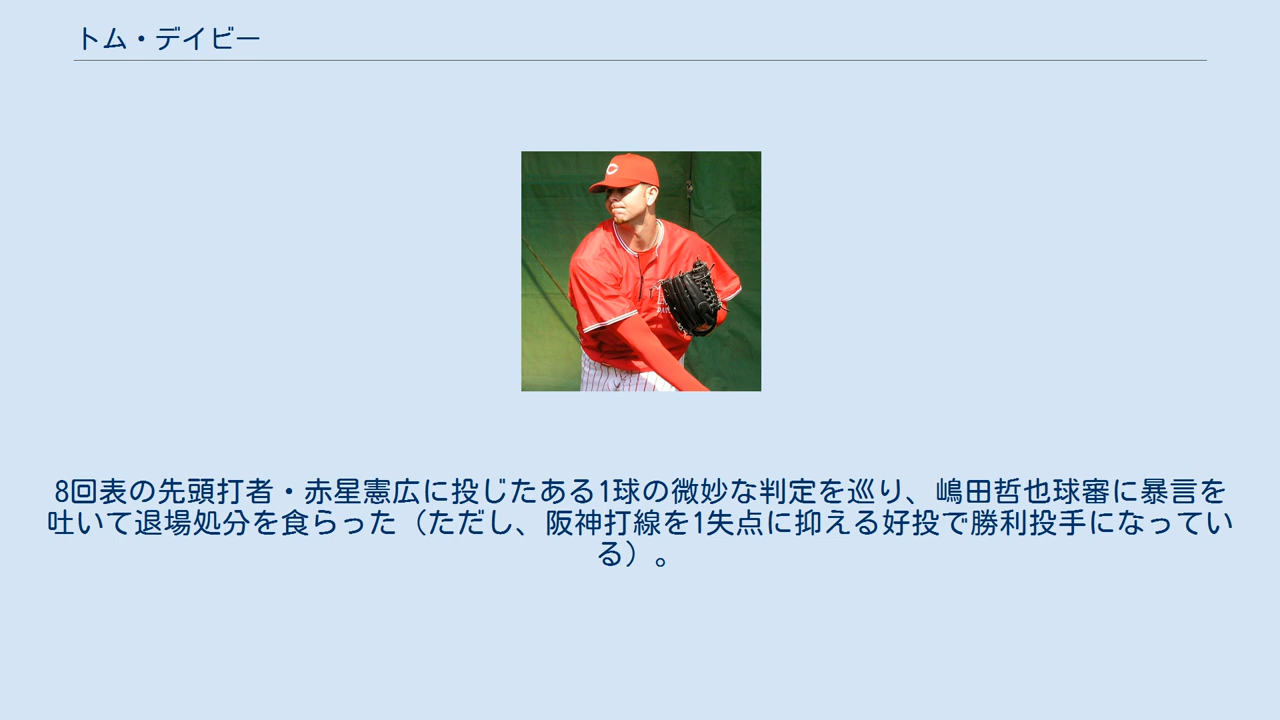 トム・デイビー
8回表の先頭打者・赤星憲広に投じたある1球の微妙な判定を巡り、嶋田哲也球審に暴言を
吐いて退場処分を食らった（ただし、阪神打線を1失点に抑える好投で勝利投手になってい
る）。